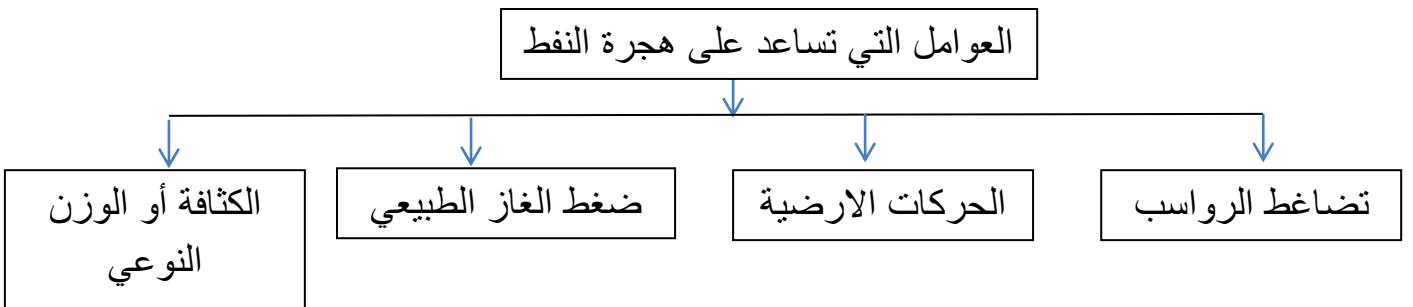 العوامل التي تساعد على هجرة النفط
تضاغط الرواسب
الحركات الارضية
ضغط الغاز الطبيعي
الكثافة أو الوزن
النوعي